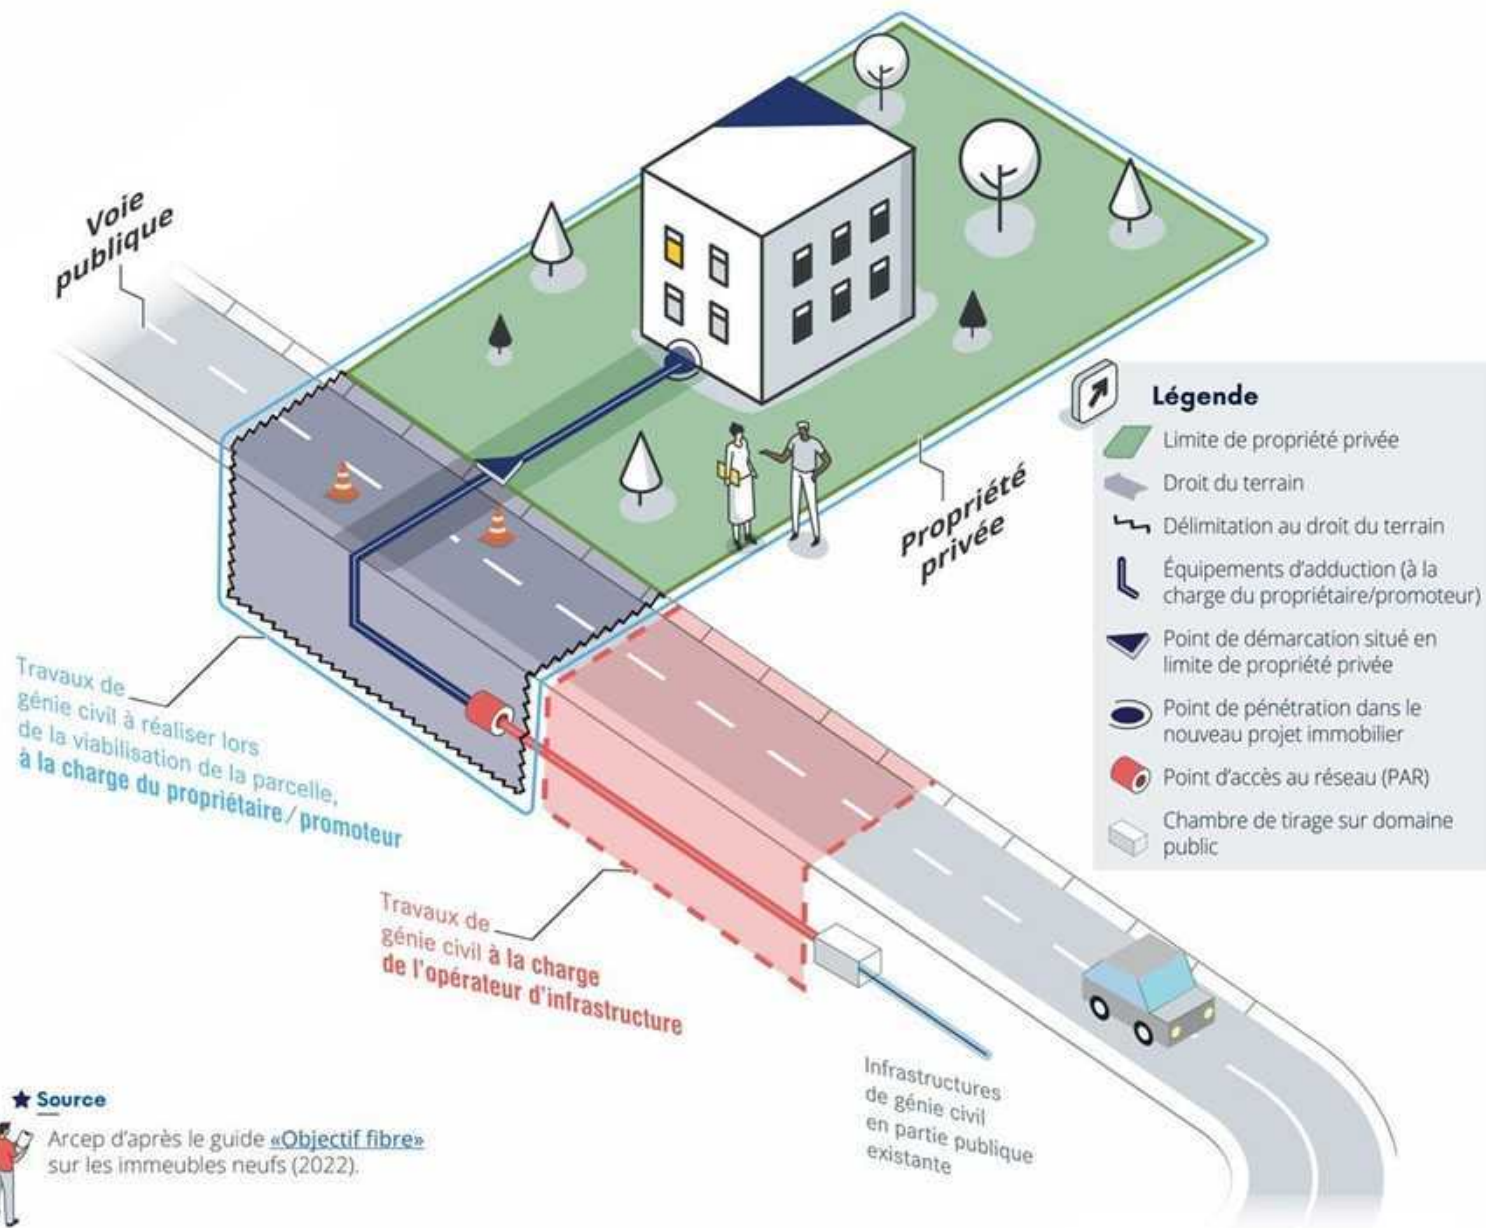 Voie
publique
Propriété
privée
Légende
Limite de propriété privée
Droit du terrain
Délimitation au droit du terrain
Équipements d'adduction (à la
charge du propriétaire/promoteur)
Point de démarcation situé en
limite de propriété privée
Point de pénétration dans le
nouveau projet immobilier
Point d'accès au réseau (PAR)
Chambre de tirage sur domaine
public
Travaux de
génie civil à réaliser lors
de la viabilisation de la parcelle,
à la charge du propriétaire / promoteur
Travaux de
génie civil à la charge
de l'opérateur d'infrastructure
Infrastructures
de génie civil
en partie publique
existante
Source
Arcep d'après le guide «Objectif fibre»
sur les immeubles neufs (2022).